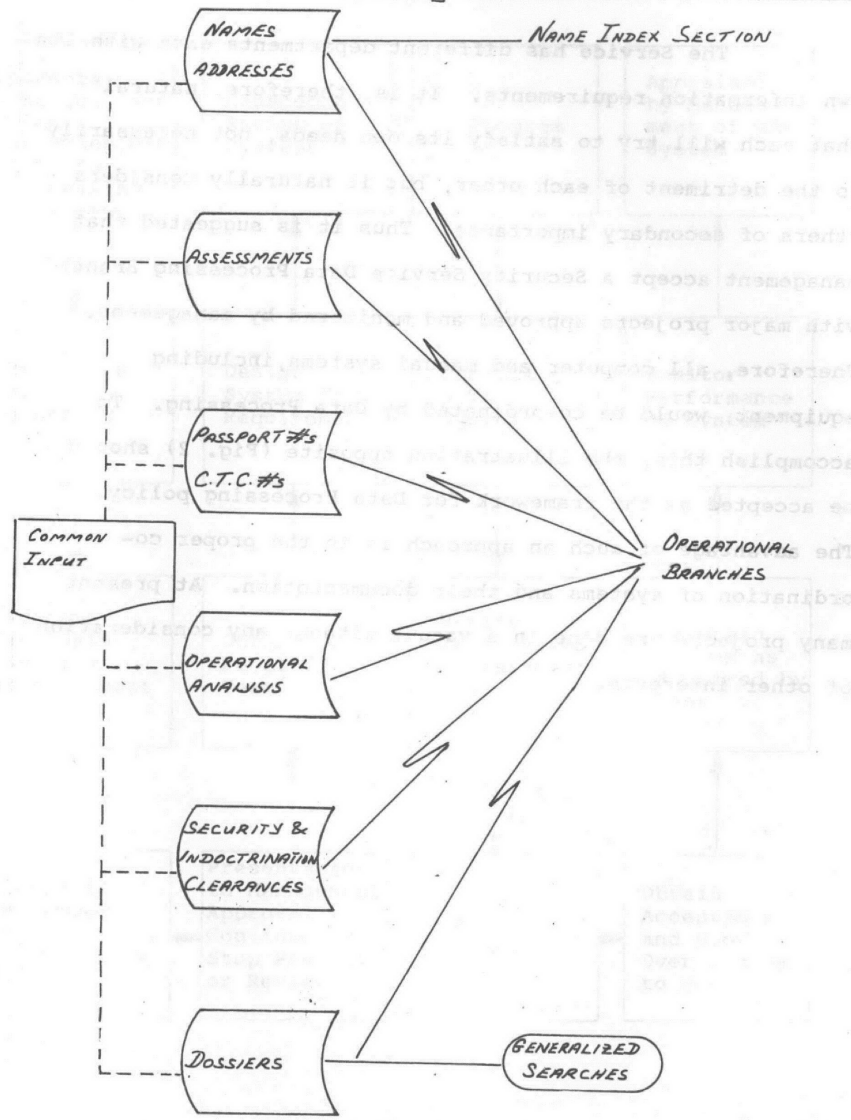 NAMES
ADDRESSES
NAME INDEX SECTION
The Service has different departments each with
own information requirements. It is, therefore, natural
that each will try to satisfy its own needs, not necessarily
to the detriment of each other, but it naturally considers
others of secondary importance. Thus it is suggested that
management accept a Security Service Data Processing Branch
with major projects approved and monitored by management.
Therefore, all computer and manual systems including
equipment, would be co-ordinated by Data Processing. To
accomplish this, the illustration opposite (Fig. 2)
be accepted as the framework for Data Processing policy.
The advantage of such an approach is in the proper co-
ordination of systems and their documentation. At present
many projects are done in a vacuum without any consideration
of other interests.
ASSESSMENTS
PASSPORT #S
C.T.C. #S
COMMON
INPUT
OPERATIONAL
BRANCHES
OPERATIONAL
ANALYSIS
SECURITY &
INDOCTRINATION
CLEARANCES
DOSSIERS
GENERALIZED
SEARCHES